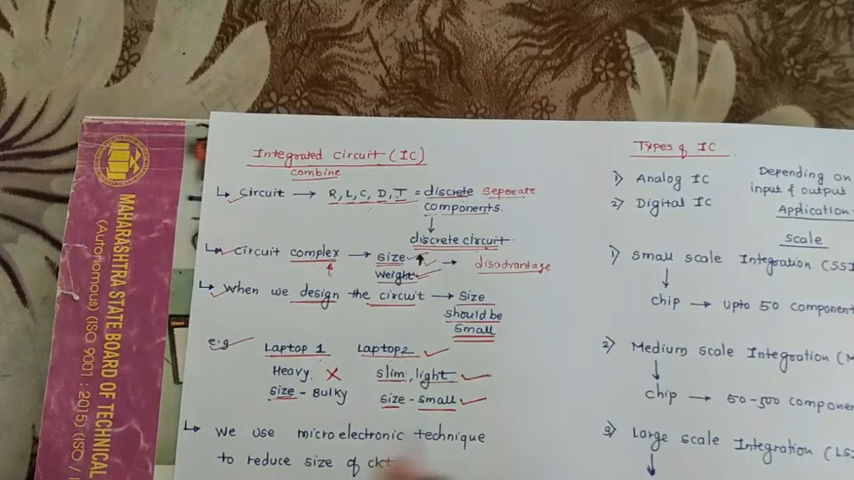 MAHARASHTRA STATE BOARD OF TECHNICAL
(Autonomous) (ISO 9001 : 2015) (ISO /
Integrated circuit (IC)
combine
circuit → R, L, C, D, T = discrete seperate
components.
discrete circuit.
circuit complex → size ↑ → disadvantage
weight
When we design the circuit → size
should be
small
e.g Laptop 1 Laptop 2
Heavy. slim, light
size - Bulky size - small
we use microelectronic technique
to reduce size of ckt
Types of IC
1) Analog IC
2) Digital IC
Depending on
input & output
Application
Scale
1) small scale Integration (SSI
chip → upto 50 component
2) Medium scale Integration (M
chip → 50-500 compone
3) Large scale Integration (LS